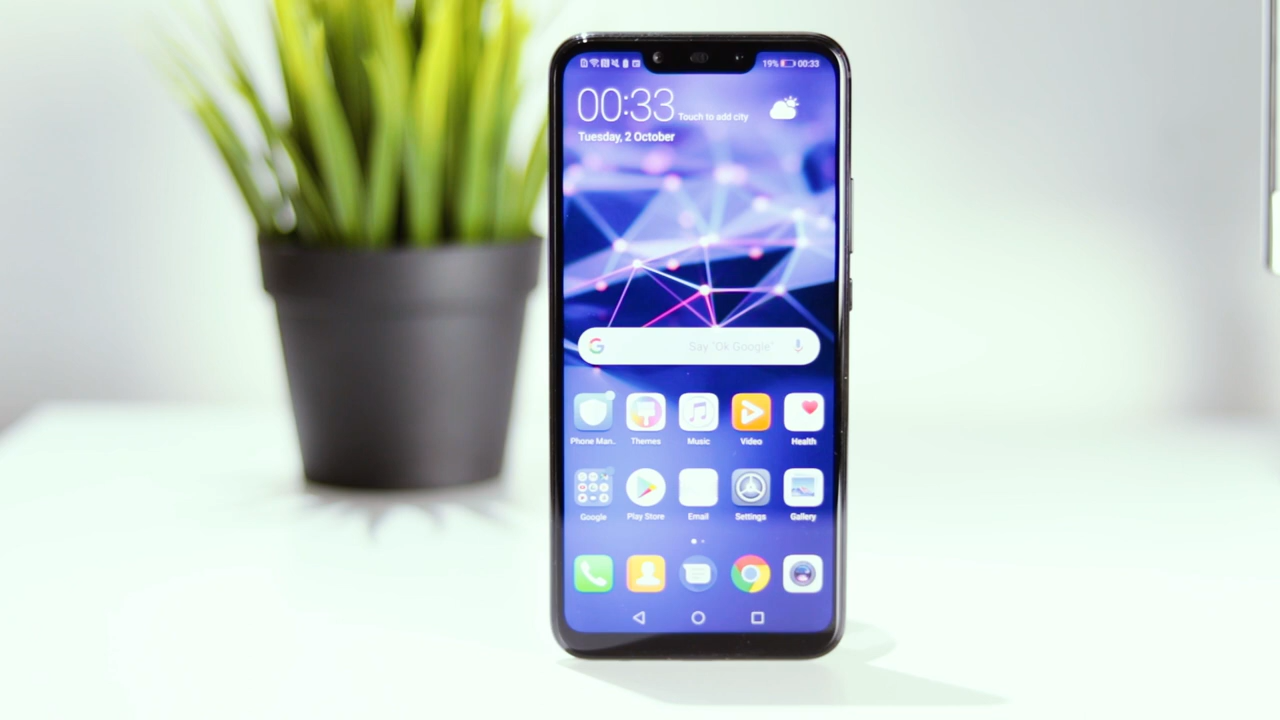 19% 00:33
00:33 Touch to add city
Tuesday, 2 October
G Say "Ok Google"
Phone Man.. Themes Music Video Health
Google Play Store Email Settings Gallery